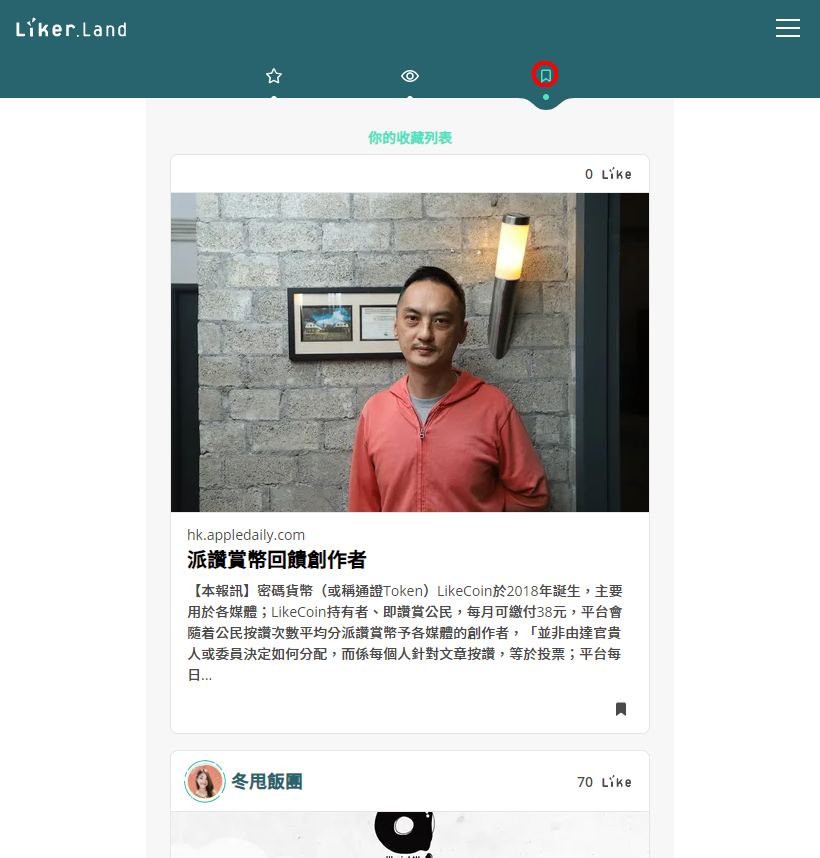 Liker.Land
你的收藏列表
0 Like
hk.appledaily.com
派讚賞幣回饋創作者
【本報訊】密碼貨幣（或稱通證Token）LikeCoin於2018年誕生，主要
用於各媒體；LikeCoin持有者、即讚賞公民，每月可繳付38元，平台會
隨着公民按讚次數平均分派讚賞幣予各媒體的創作者，「並非由達官貴
人或委員決定如何分配，而係每個人針對文章按讚，等於投票；平台每
日...
冬甩飯團
70 Like